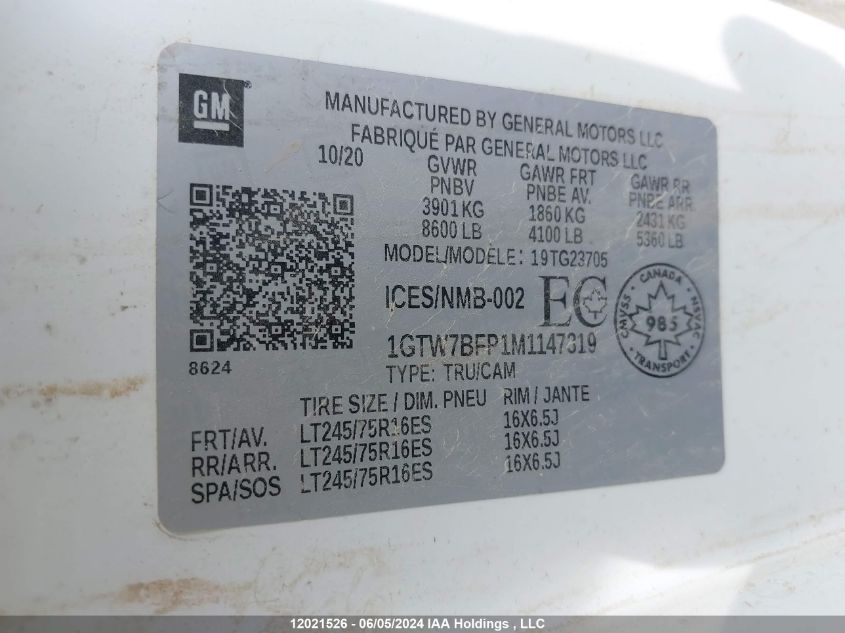 GM
MANUFACTURED BY GENERAL MOTORS LLC
FABRIQUÉ PAR GENERAL MOTORS LLC
10/20 GVWR GAWR FRT GAWR RR
PNBV PNBE AV. PNBE ARR.
3901 KG 1860 KG 2431 KG
8600 LB 4100 LB 5360 LB
MODEL/MODÈLE: 19TG23705
ICES/NMB-002 EC
CANADA
CMVSS 985 NSVAC
TRANSPORT
1GTW7BFP1M1147319
8624
TYPE: TRU/CAM
TIRE SIZE / DIM. PNEU RIM / JANTE
FRT/AV. LT245/75R16ES 16X6.5J
RR/ARR. LT245/75R16ES 16X6.5J
SPA/SOS LT245/75R16ES 16X6.5J
12021526 - 06/05/2024 IAA Holdings , LLC